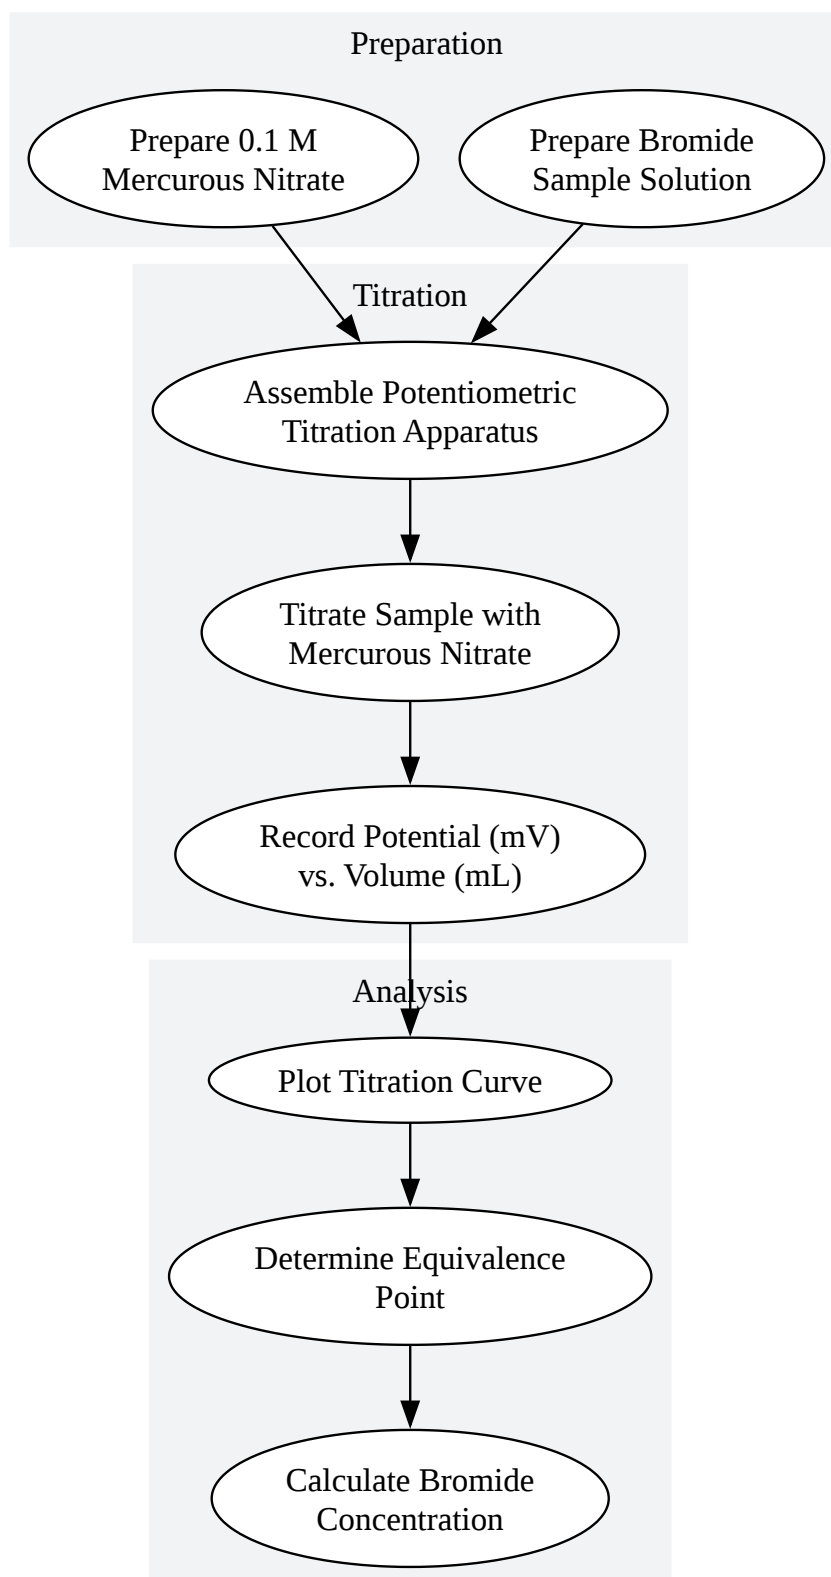 Preparation
Prepare 0.1 M
Mercurous Nitrate
Prepare Bromide
Sample Solution
Titration
Assemble Potentiometric
Titration Apparatus
Titrate Sample with
Mercurous Nitrate
Record Potential (mV)
vs. Volume (mL)
Analysis
Plot Titration Curve
Determine Equivalence
Point
Calculate Bromide
Concentration